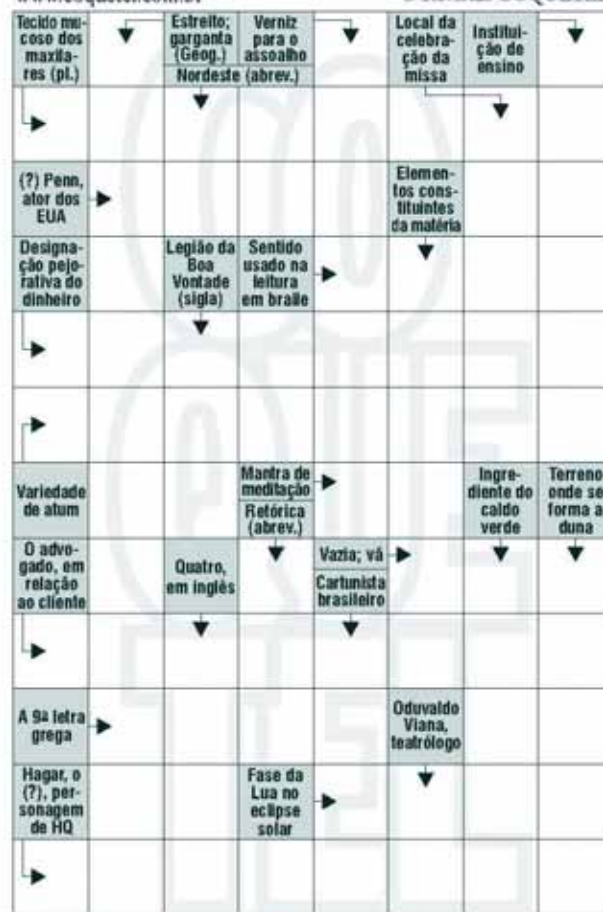 Tecido mu-
coso dos
maxila-
res (pl.)
Estreito;
garganta
(Geog.)
Verniz
para o
assoalho
Nordeste (abrev.)
Local da
celebra-
ção da
missa
Institui-
ção de
ensino
(?) Penn,
ator dos
EUA
Elemen-
tos cons-
tituintes
da matéria
Designa-
ção pejo-
rativa do
dinheiro
Legião da
Boa
Vontade
(sigla)
Sentido
usado na
leitura
em braile
Variedade
de atum
Mantra de
meditação
Retórica
(abrev.)
Ingre-
diente do
caldo
verde
Terreno
onde se
forma a
duna
O advo-
gado, em
relação
ao cliente
Quatro,
em inglês
Vazia; vã
Cartunista
brasileiro
A 9ª letra
grega
Oduvaldo
Viana,
teatrólogo
Hagar, o
(?), per-
sonagem
de HQ
Fase da
Lua no
eclipse
solar